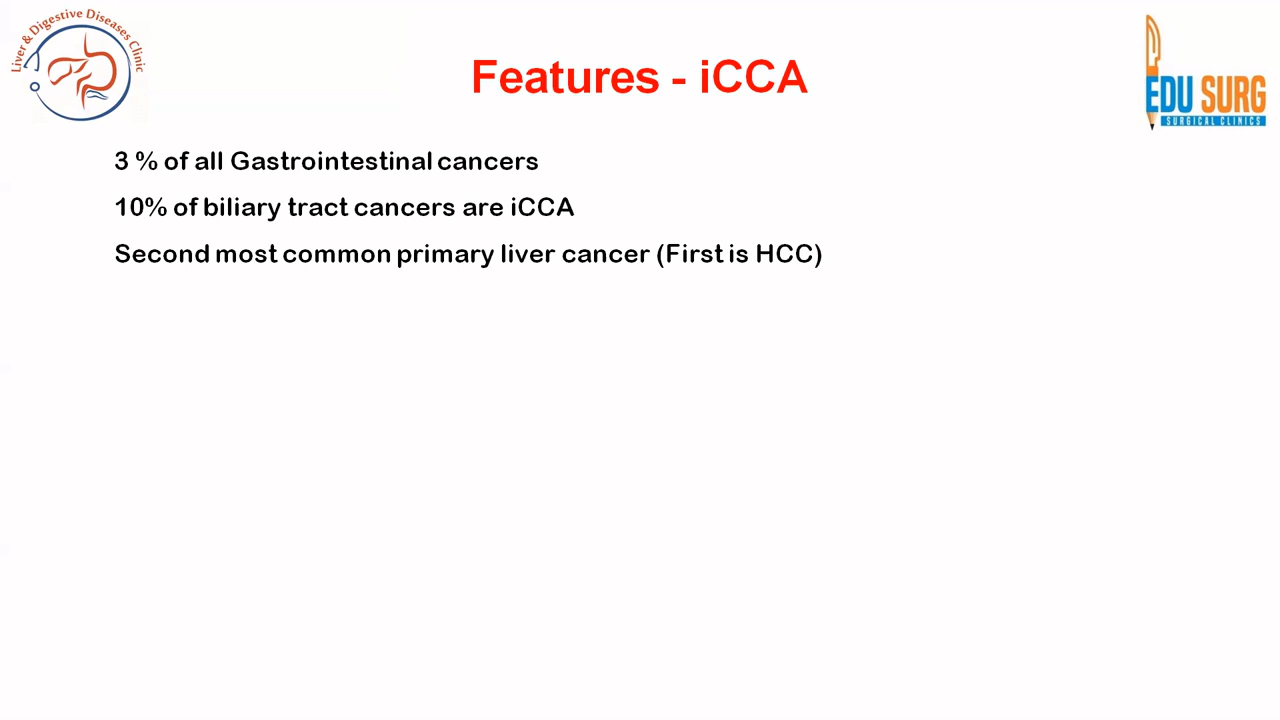 Liver & Digestive Diseases Clinic
Features - iCCA
EDU SURG
SURGICAL CLINICS
3 % of all Gastrointestinal cancers
10% of biliary tract cancers are iCCA
Second most common primary liver cancer (First is HCC)